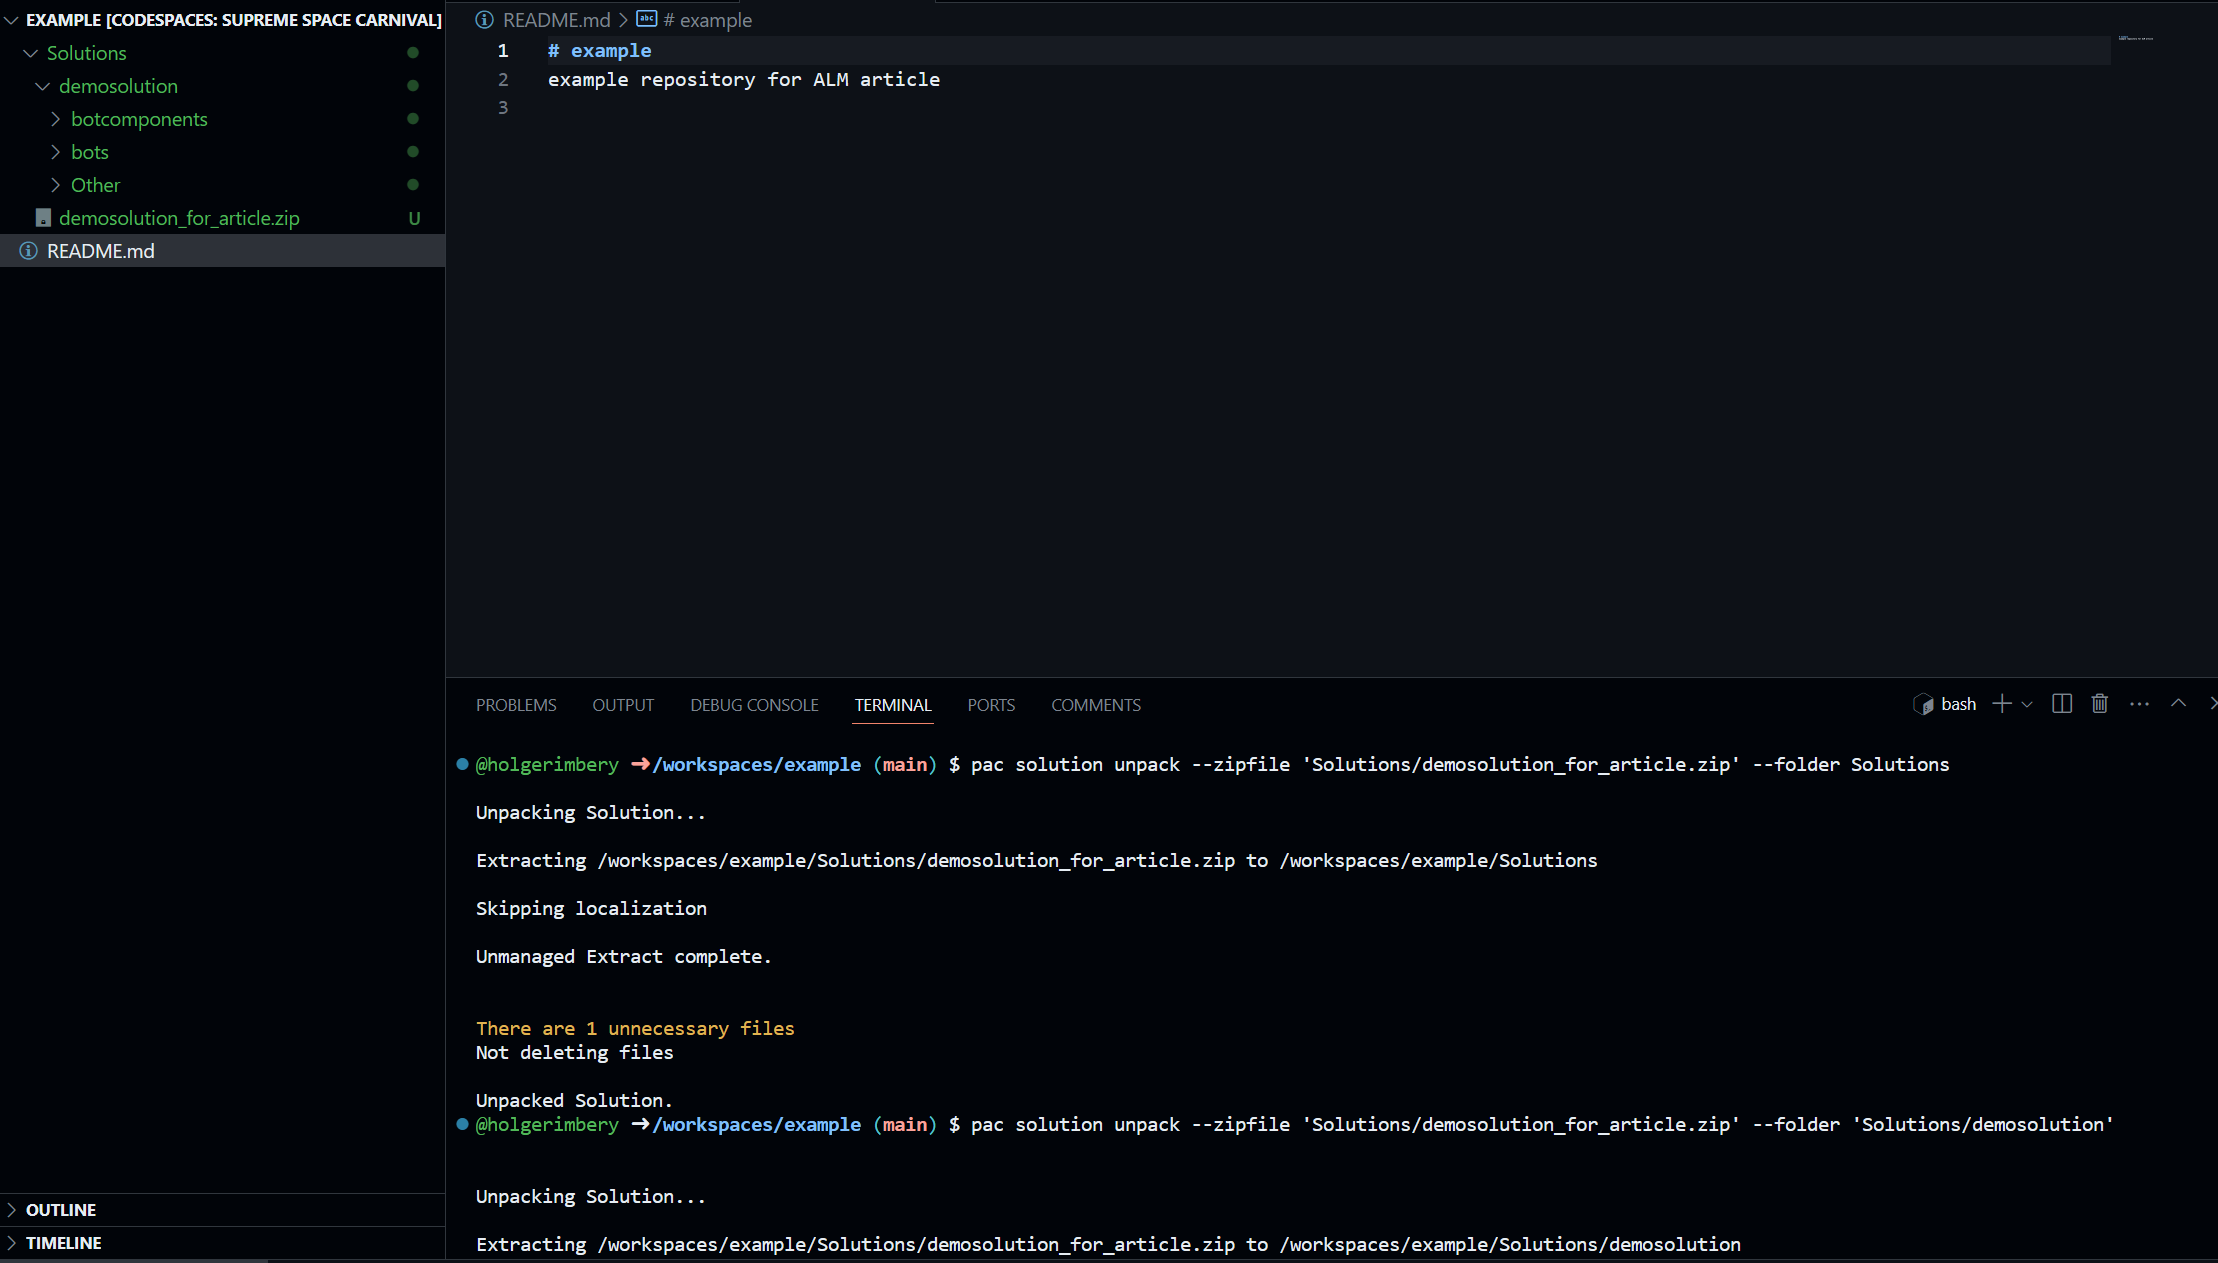 EXAMPLE [CODESPACES: SUPREME SPACE CARNIVAL]
Solutions
demosolution
botcomponents
bots
Other
demosolution_for_article.zip U
README.md
OUTLINE
TIMELINE
README.md > abc # example
1 # example
2 example repository for ALM article
3
PROBLEMS OUTPUT DEBUG CONSOLE TERMINAL PORTS COMMENTS
bash
@holgerimbery ➜/workspaces/example (main) $ pac solution unpack --zipfile 'Solutions/demosolution_for_article.zip' --folder Solutions
Unpacking Solution...
Extracting /workspaces/example/Solutions/demosolution_for_article.zip to /workspaces/example/Solutions
Skipping localization
Unmanaged Extract complete.
There are 1 unnecessary files
Not deleting files
Unpacked Solution.
@holgerimbery ➜/workspaces/example (main) $ pac solution unpack --zipfile 'Solutions/demosolution_for_article.zip' --folder 'Solutions/demosolution'
Unpacking Solution...
Extracting /workspaces/example/Solutions/demosolution_for_article.zip to /workspaces/example/Solutions/demosolution